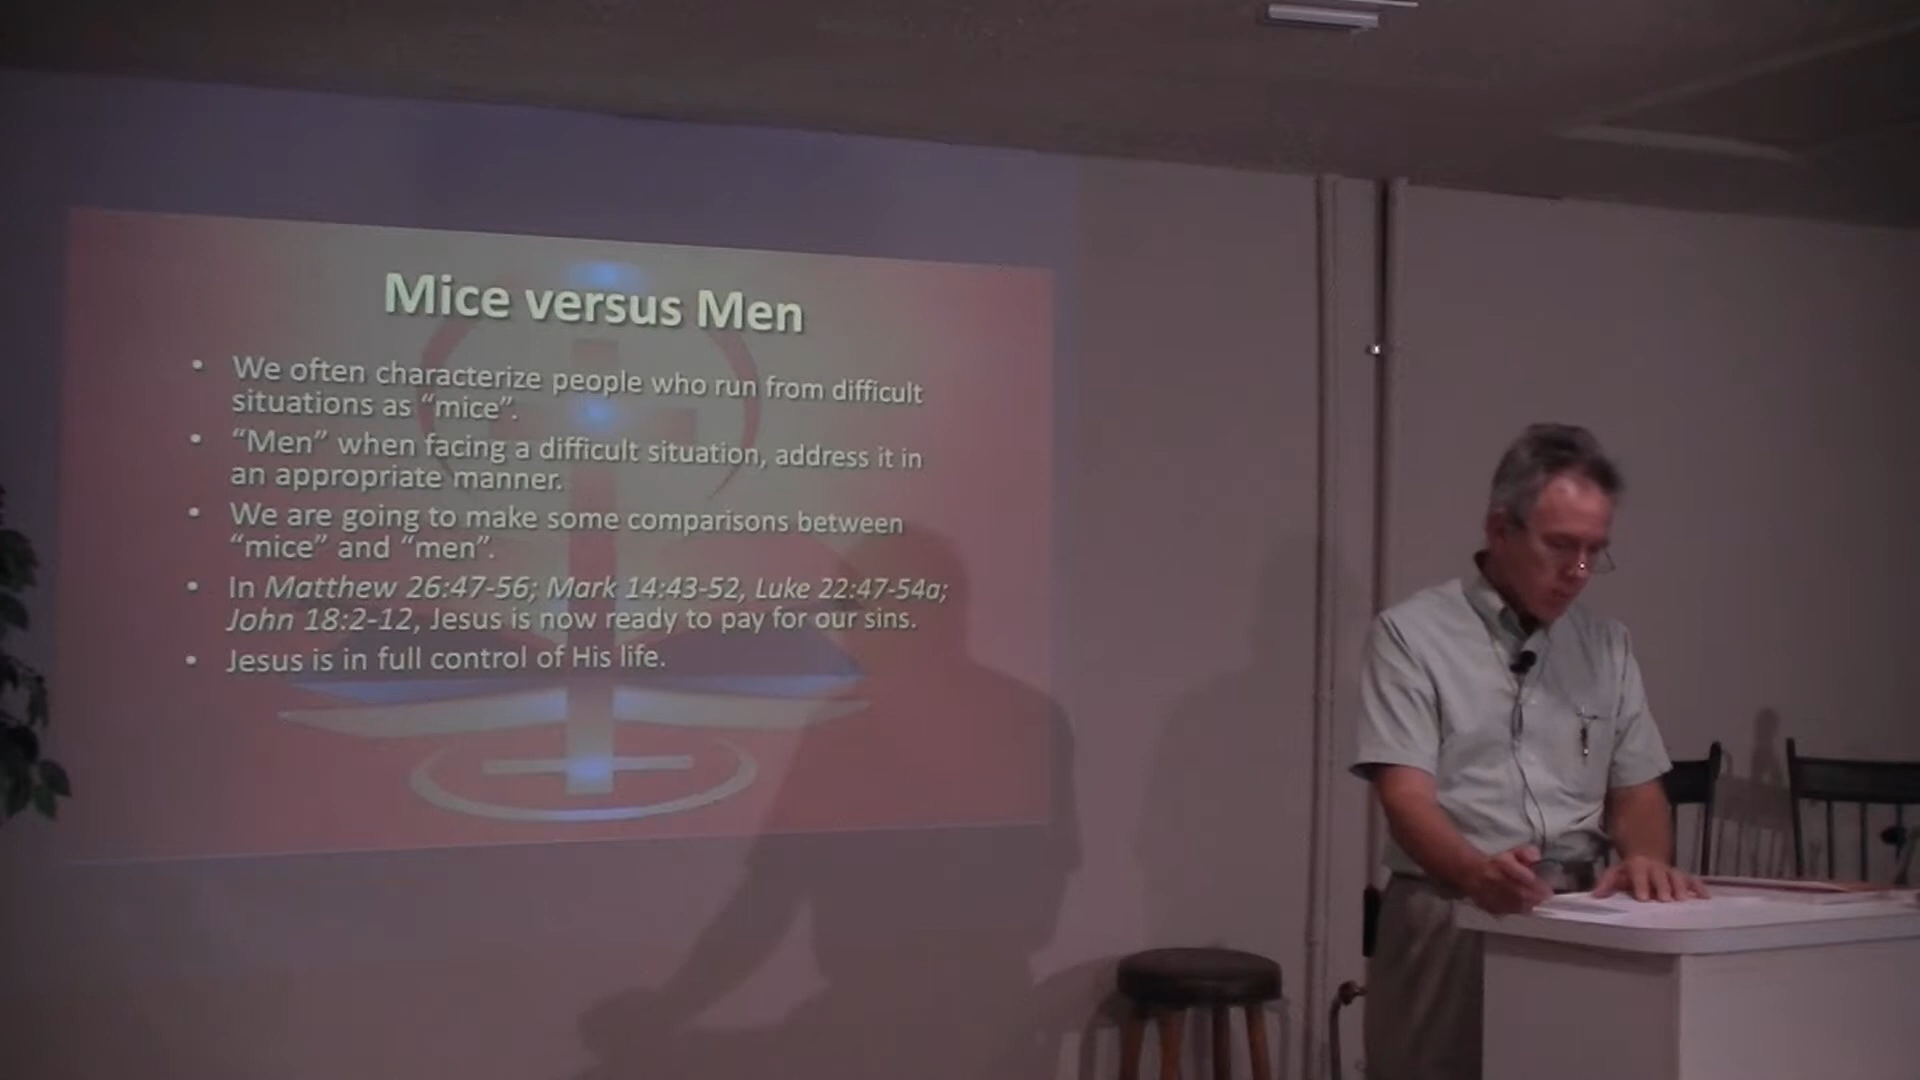 Mice versus Men
• We often characterize people who run from difficult
situations as “mice”.
• “Men” when facing a difficult situation, address it in
an appropriate manner.
• We are going to make some comparisons between
“mice” and “men”.
• In Matthew 26:47-56; Mark 14:43-52, Luke 22:47-54a;
John 18:2-12, Jesus is now ready to pay for our sins.
• Jesus is in full control of His life.